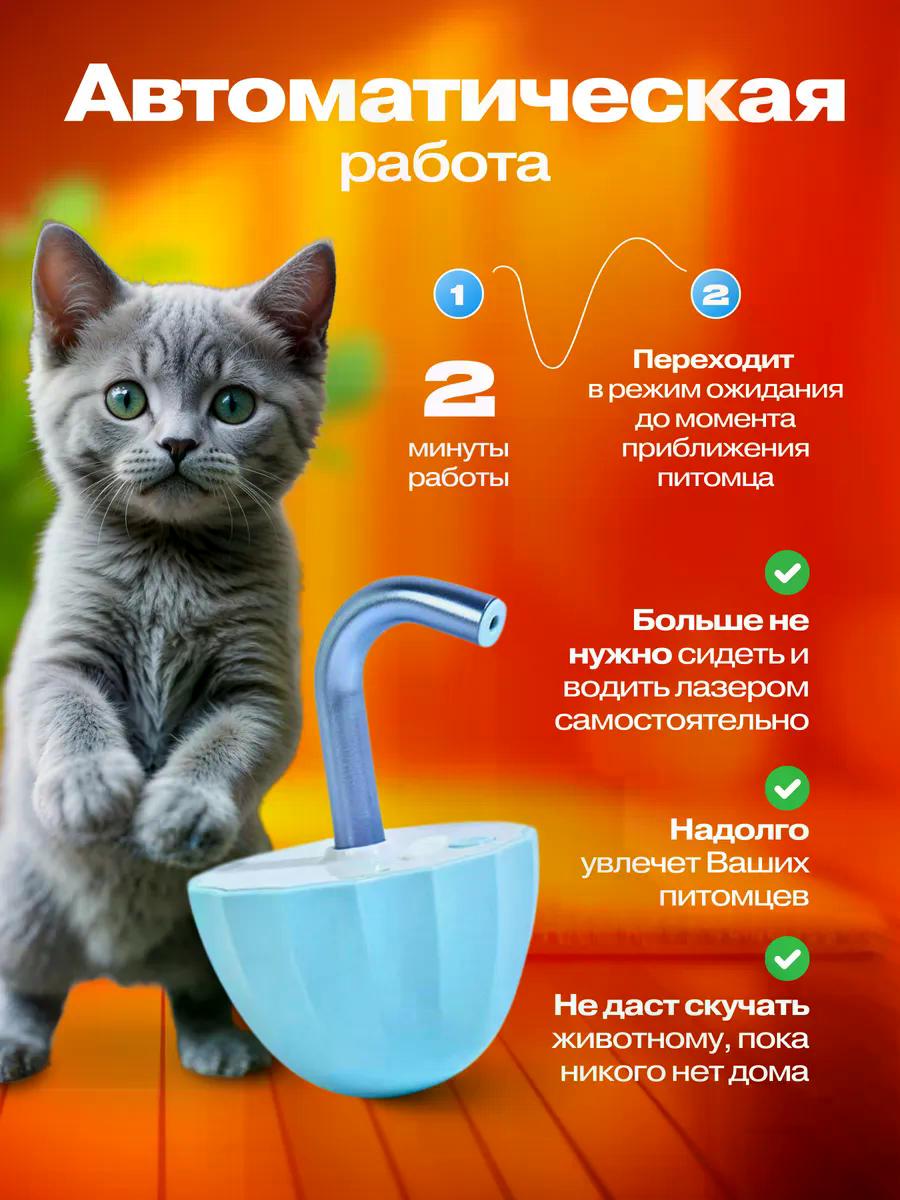 Автоматическая
работа
1
2
2
минуты
работы
Переходит
в режим ожидания
до момента
приближения
питомца
Больше не
нужно сидеть и
водить лазером
самостоятельно
Надолго
увлечет Ваших
питомцев
Не даст скучать
животному, пока
никого нет дома